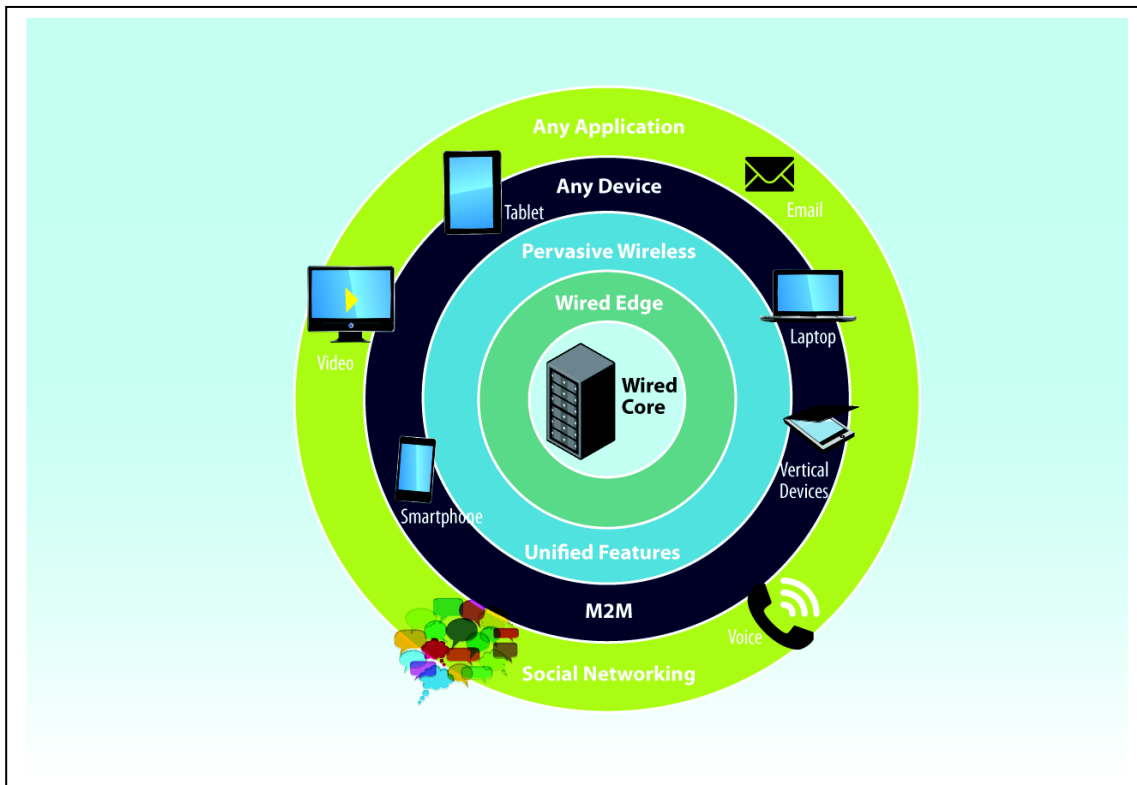 Any Application
Any Device
Tablet
Email
Pervasive Wireless
Wired Edge
Laptop
Video
Wired
Core
Vertical
Devices
Smartphone
Unified Features
M2M
Voice
Social Networking